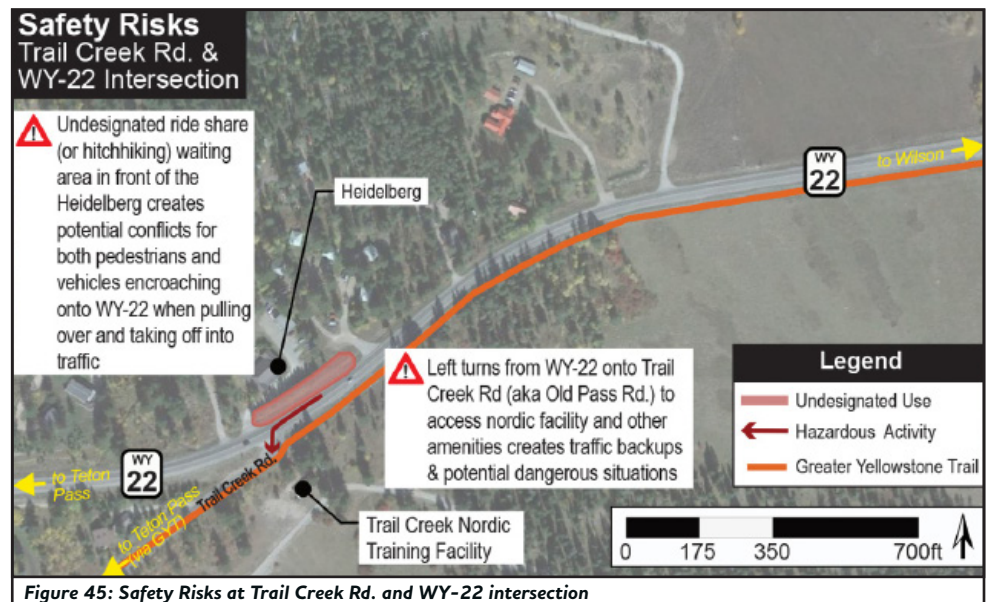 Safety Risks
Trail Creek Rd. &
WY-22 Intersection
Undesignated ride share
(or hitchhiking) waiting
area in front of the
Heidelberg creates
potential conflicts for
both pedestrians and
vehicles encroaching
onto WY-22 when pulling
over and taking off into
traffic
Heidelberg
WY
22
to Wilson
Left turns from WY-22 onto Trail
Creek Rd (aka Old Pass Rd.) to
access nordic facility and other
amenities creates traffic backups
& potential dangerous situations
Legend
Undesignated Use
Hazardous Activity
Greater Yellowstone Trail
to Teton
Pass
WY
22
Trail Creek Rd.
to Teton Pass
(via GYT)
Trail Creek Nordic
Training Facility
0 175 350 700ft
Figure 45: Safety Risks at Trail Creek Rd. and WY-22 intersection